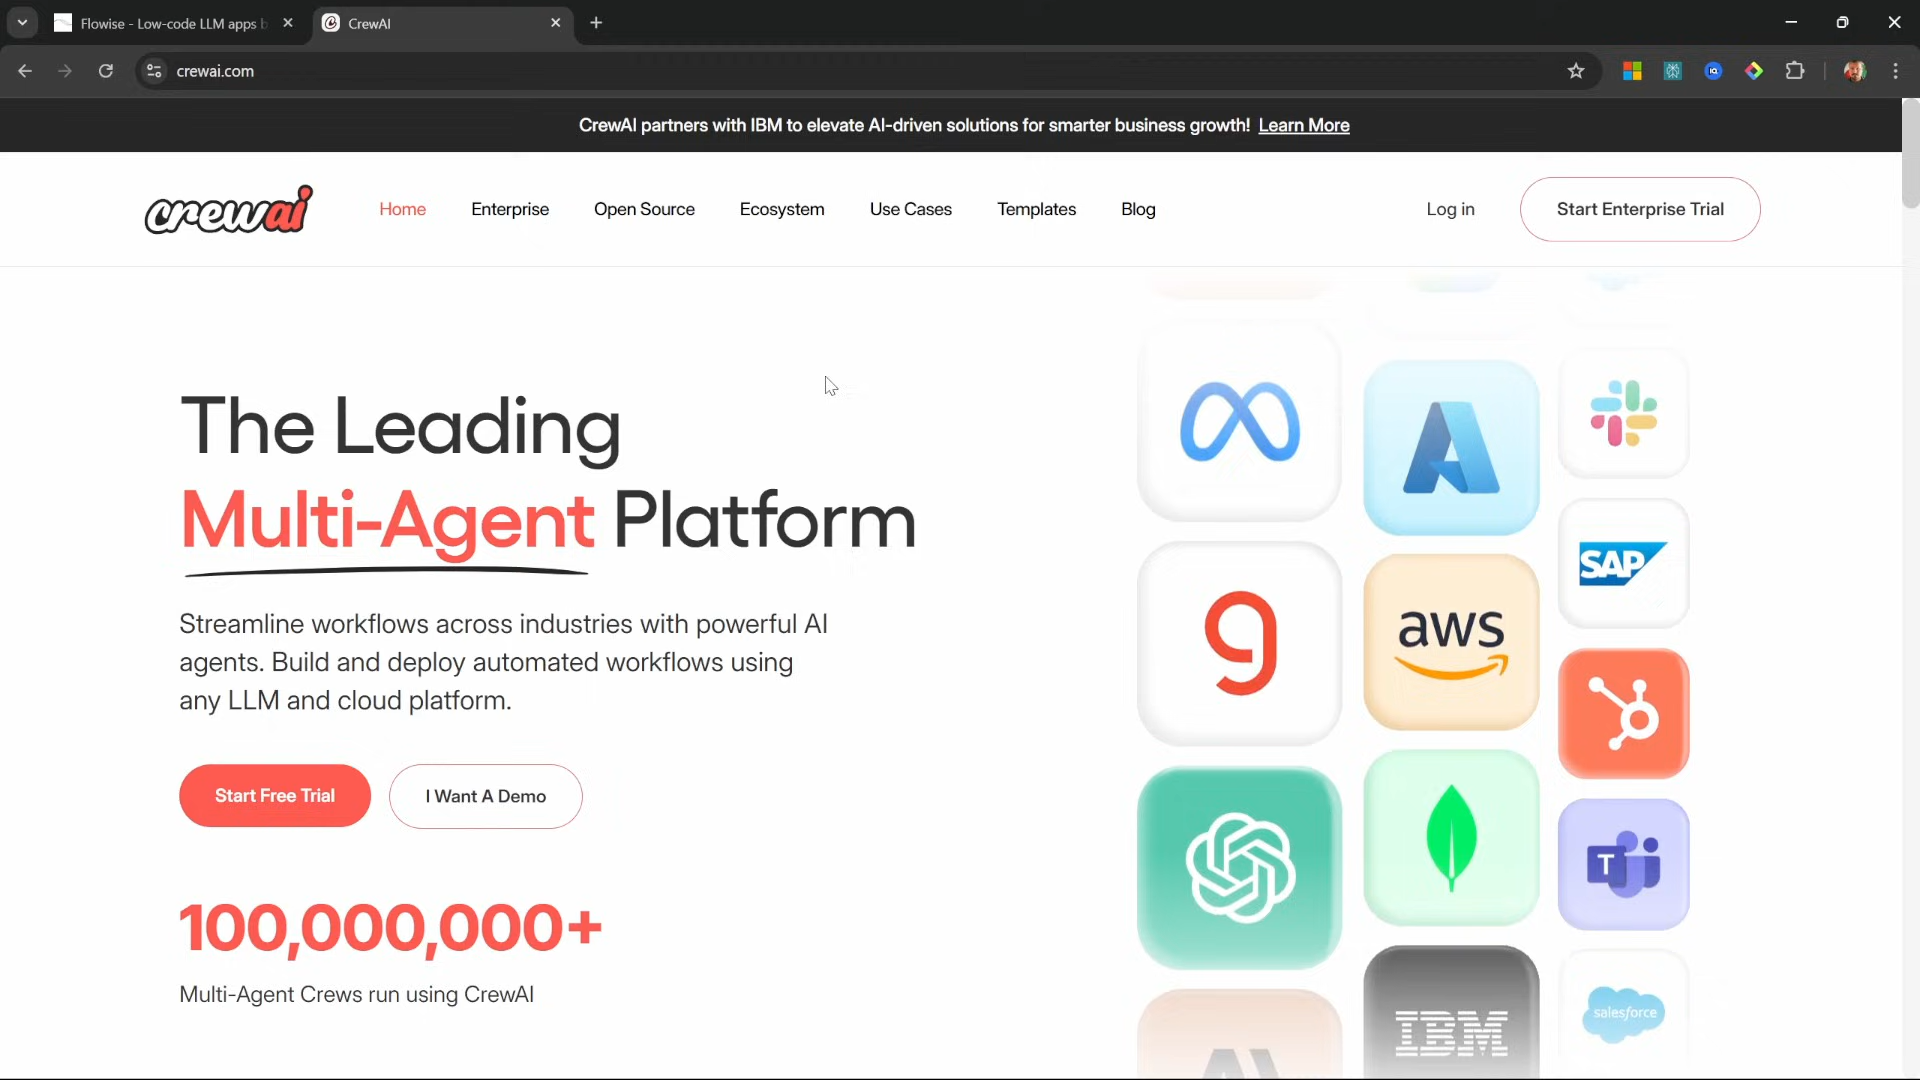 Flowise - Low-code LLM apps b
CrewAI
crewai.com
CrewAI partners with IBM to elevate AI-driven solutions for smarter business growth! Learn More
crewai
Home
Enterprise
Open Source
Ecosystem
Use Cases
Templates
Blog
Log in
Start Enterprise Trial
The Leading
Multi-Agent Platform
Streamline workflows across industries with powerful AI
agents. Build and deploy automated workflows using
any LLM and cloud platform.
Start Free Trial
I Want A Demo
100,000,000+
Multi-Agent Crews run using CrewAI
SAP
g
aws
T
IBM
salesforce